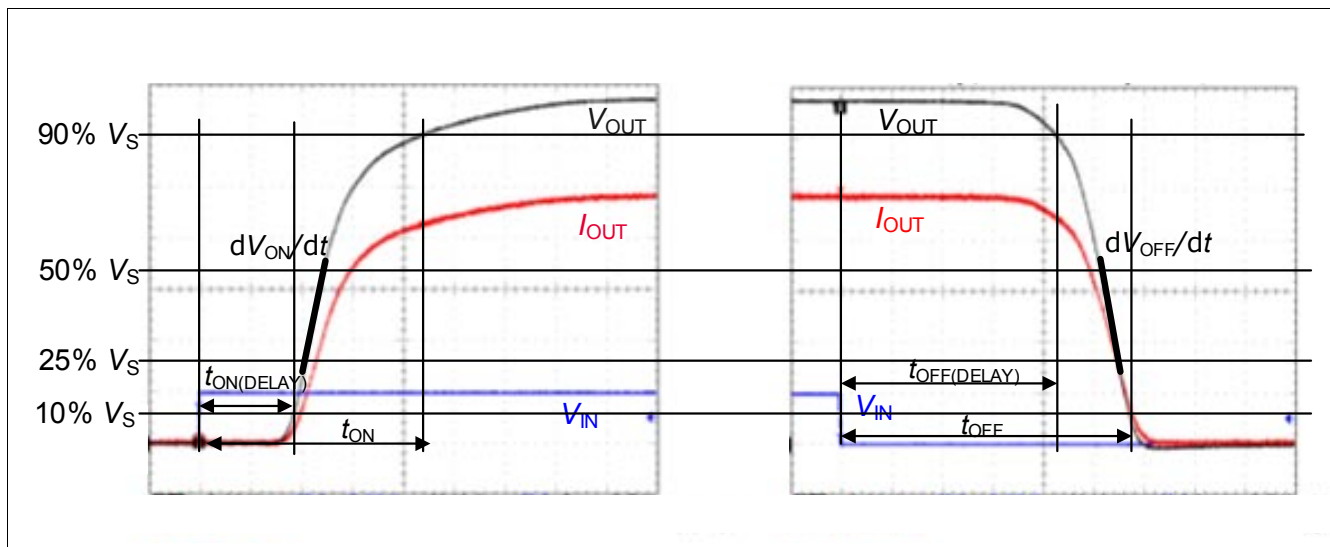 90% VS
VOUT
VOUT
IOUT
IOUT
dVON/dt
dVOFF/dt
50% VS
25% VS
tON(DELAY)
tOFF(DELAY)
10% VS
VIN
VIN
tON
tOFF